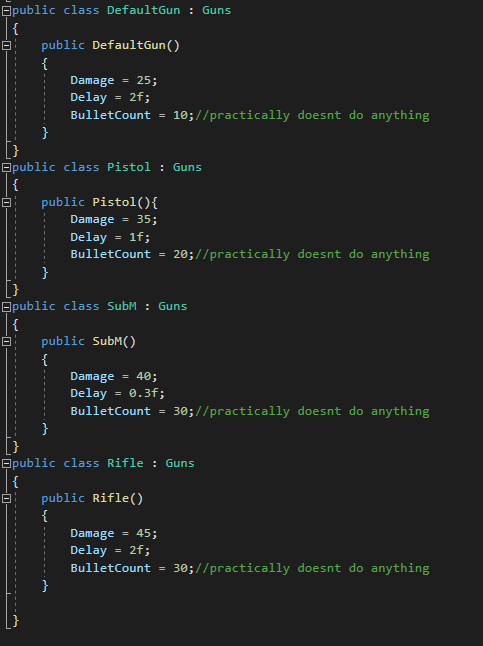 public class DefaultGun : Guns
{
public DefaultGun()
{
Damage = 25;
Delay = 2f;
BulletCount = 10;//practically doesnt do anything
}
}
public class Pistol : Guns
{
public Pistol(){
Damage = 35;
Delay = 1f;
BulletCount = 20;//practically doesnt do anything
}
}
public class SubM : Guns
{
public SubM()
{
Damage = 40;
Delay = 0.3f;
BulletCount = 30;//practically doesnt do anything
}
}
public class Rifle : Guns
{
public Rifle()
{
Damage = 45;
Delay = 2f;
BulletCount = 30;//practically doesnt do anything
}
}